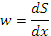 w = dS/dx